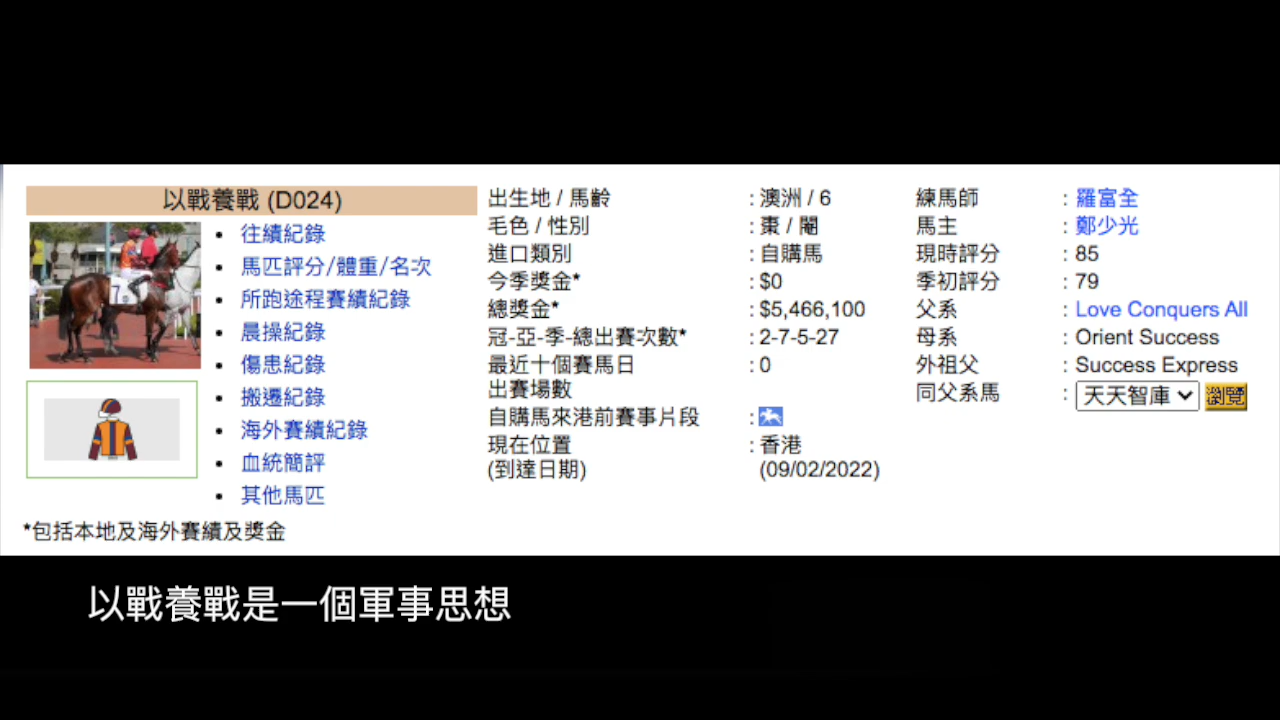 以戰養戰 (D024)
7
• 往績紀錄
• 馬匹評分/體重/名次
• 所跑途程賽績紀錄
• 晨操紀錄
• 傷患紀錄
• 搬遷紀錄
• 海外賽績紀錄
• 血統簡評
• 其他馬匹
*包括本地及海外賽績及獎金
出生地 / 馬齡 : 澳洲 / 6
毛色 / 性別 : 棗 / 閹
進口類別 : 自購馬
今季獎金* : $0
總獎金* : $5,466,100
冠-亞-季-總出賽次數* : 2-7-5-27
最近十個賽馬日 : 0
出賽場數
自購馬來港前賽事片段 :
現在位置 : 香港
(到達日期) (09/02/2022)
練馬師 : 羅富全
馬主 : 鄭少光
現時評分 : 85
季初評分 : 79
父系 : Love Conquers All
母系 : Orient Success
外祖父 : Success Express
同父系馬 : 天天智庫 瀏覽
以戰養戰是一個軍事思想